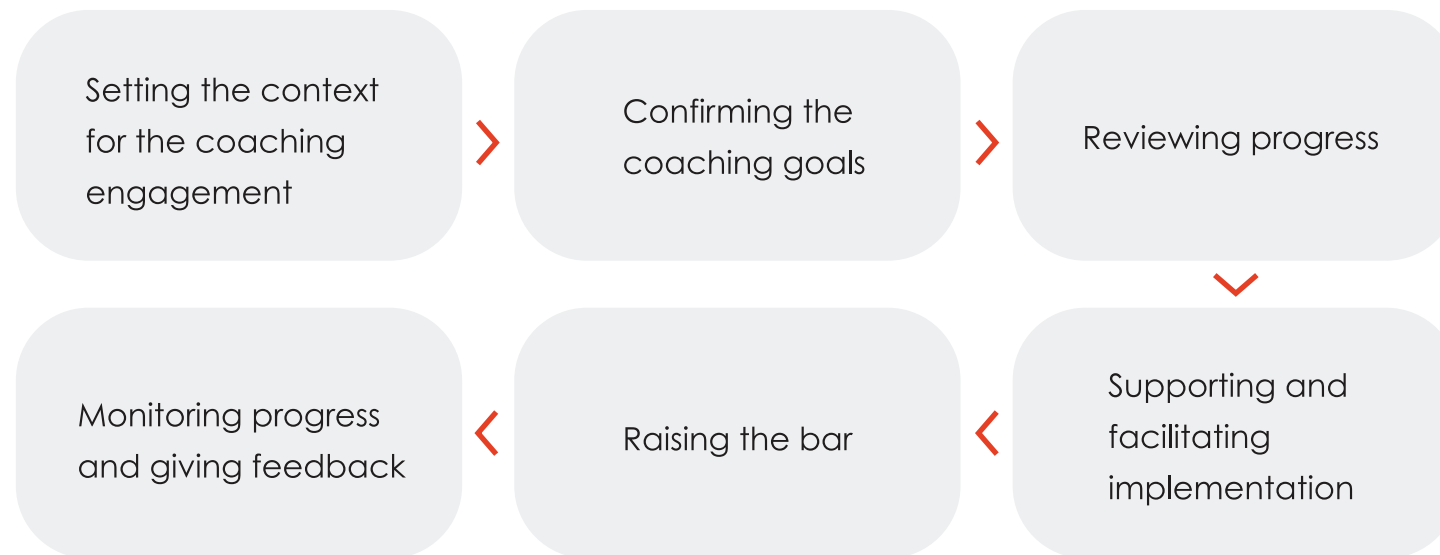 Setting the context
for the coaching
engagement
Confirming the
coaching goals
Reviewing progress
Supporting and
facilitating
implementation
Raising the bar
Monitoring progress
and giving feedback